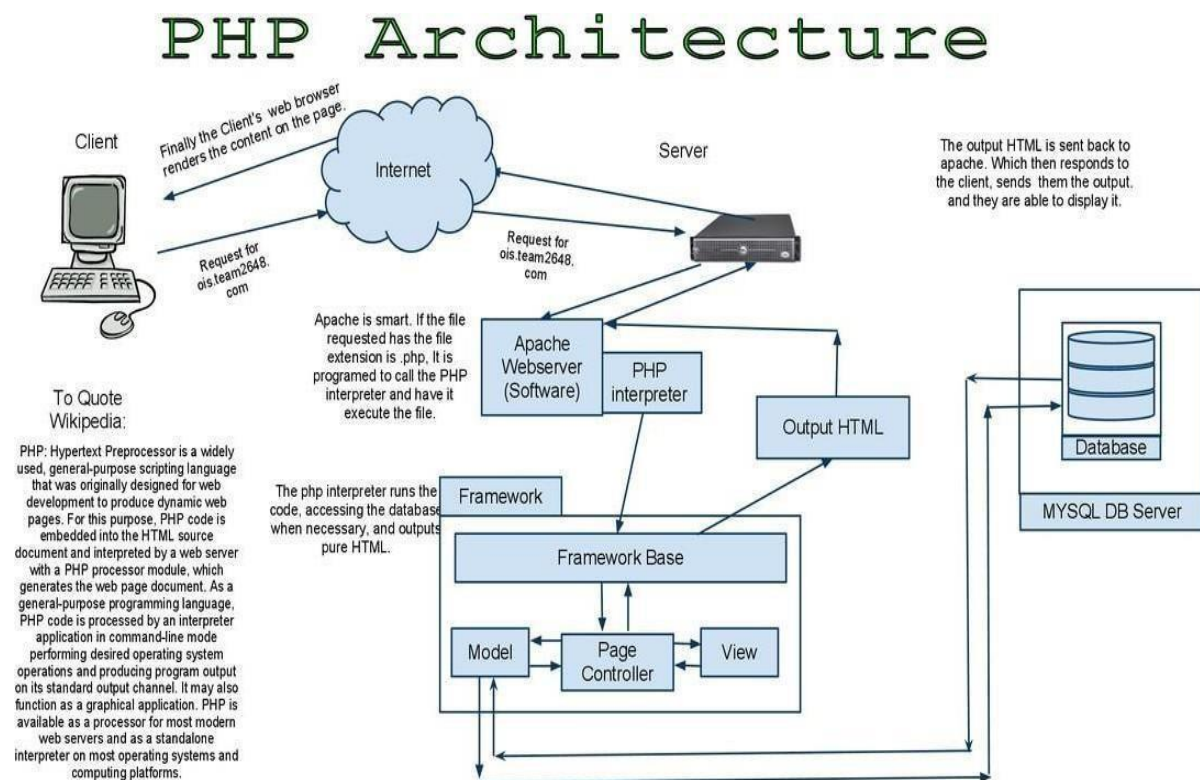 PHP Architecture
Client
Finally the Client's web browser
renders the content on the page.
Internet
Server
The output HTML is sent back to
apache. Which then responds to
the client, sends them the output.
and they are able to display it.
Request for
ois.team2648.
com
Request for
ois.team2648.
com
Apache is smart. If the file
requested has the file
extension is .php, It is
programed to call the PHP
interpreter and have it
execute the file.
Apache
Webserver
(Software)
PHP
interpreter
Output HTML
Database
MYSQL DB Server
To Quote
Wikipedia:
PHP: Hypertext Preprocessor is a widely
used, general-purpose scripting language
that was originally designed for web
development to produce dynamic web
pages. For this purpose, PHP code is
embedded into the HTML source
document and interpreted by a web server
with a PHP processor module, which
generates the web page document. As a
general-purpose programming language,
PHP code is processed by an interpreter
application in command-line mode
performing desired operating system
operations and producing program output
on its standard output channel. It may also
function as a graphical application. PHP is
available as a processor for most modern
web servers and as a standalone
interpreter on most operating systems and
computing platforms.
The php interpreter runs the
code, accessing the database
when necessary, and outputs
pure HTML.
Framework
Framework Base
Model
Page
Controller
View